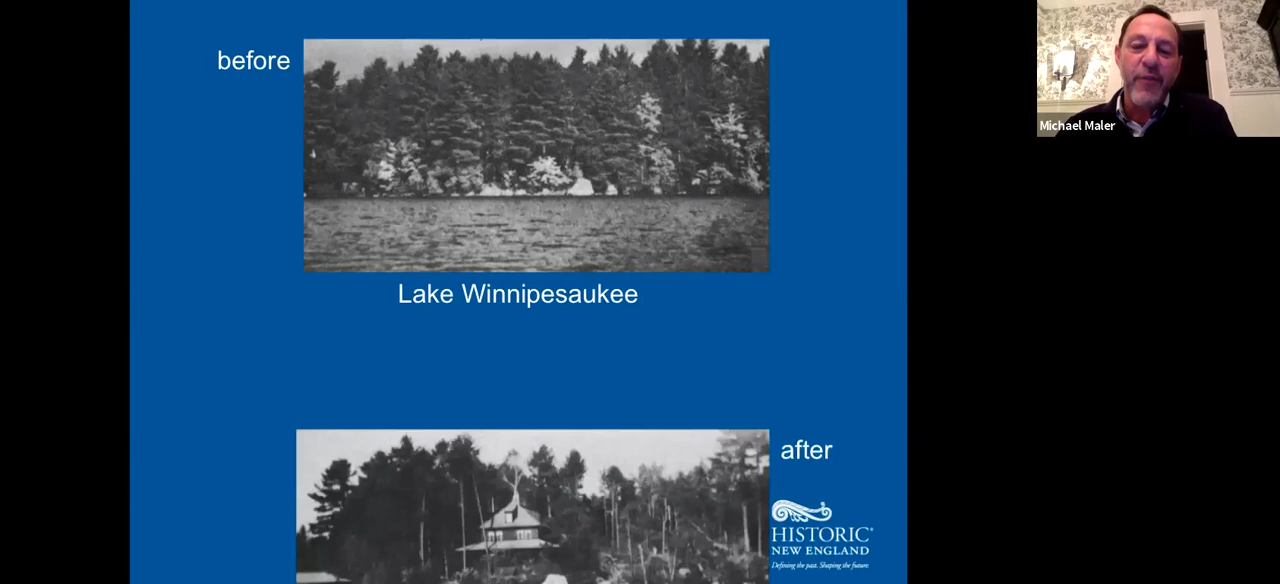 before
Michael Maler
Lake Winnipesaukee
after
HISTORIC®
NEW ENGLAND
Defining the past. Shaping the future.